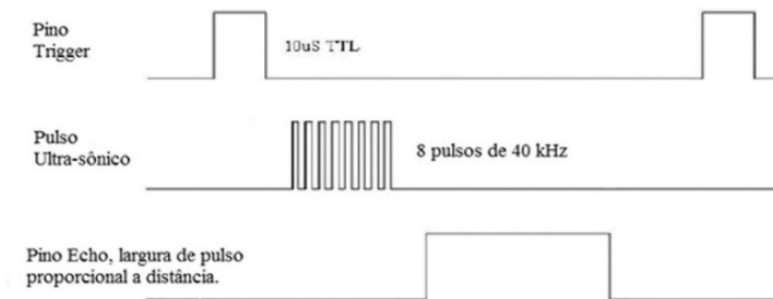 Pino
Trigger
10uS TTL
Pulso
Ultra-sônico
8 pulsos de 40 kHz
Pino Echo, largura de pulso
proporcional a distância.